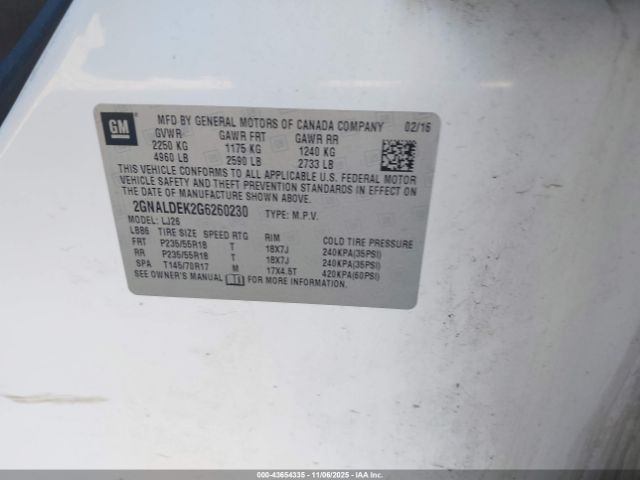 GM
MFD BY GENERAL MOTORS OF CANADA COMPANY 02/16
GVWR GAWR FRT GAWR RR
2250 KG 1175 KG 1240 KG
4960 LB 2590 LB 2733 LB
THIS VEHICLE CONFORMS TO ALL APPLICABLE U.S. FEDERAL MOTOR
VEHICLE SAFETY AND THEFT PREVENTION STANDARDS IN EFFECT ON
THE DATE OF MANUFACTURE SHOWN ABOVE.
2GNALDEK2G6260230 TYPE: M.P.V.
MODEL: LJ26
LBB6 TIRE SIZE SPEED RTG RIM COLD TIRE PRESSURE
FRT P235/55R18 T 18X7J 240KPA(35PSI)
RR P235/55R18 T 18X7J 240KPA(35PSI)
SPA T145/70R17 M 17X4.5T 420KPA(60PSI)
SEE OWNER'S MANUAL FOR MORE INFORMATION.
000-43654335 - 11/06/2025 - IAA Corp